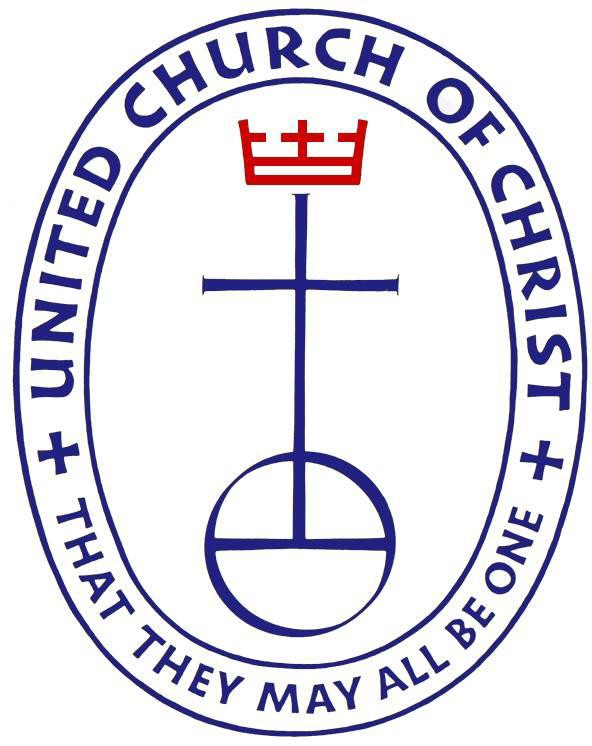 UNITED CHURCH OF CHRIST
THAT THEY MAY ALL BE ONE